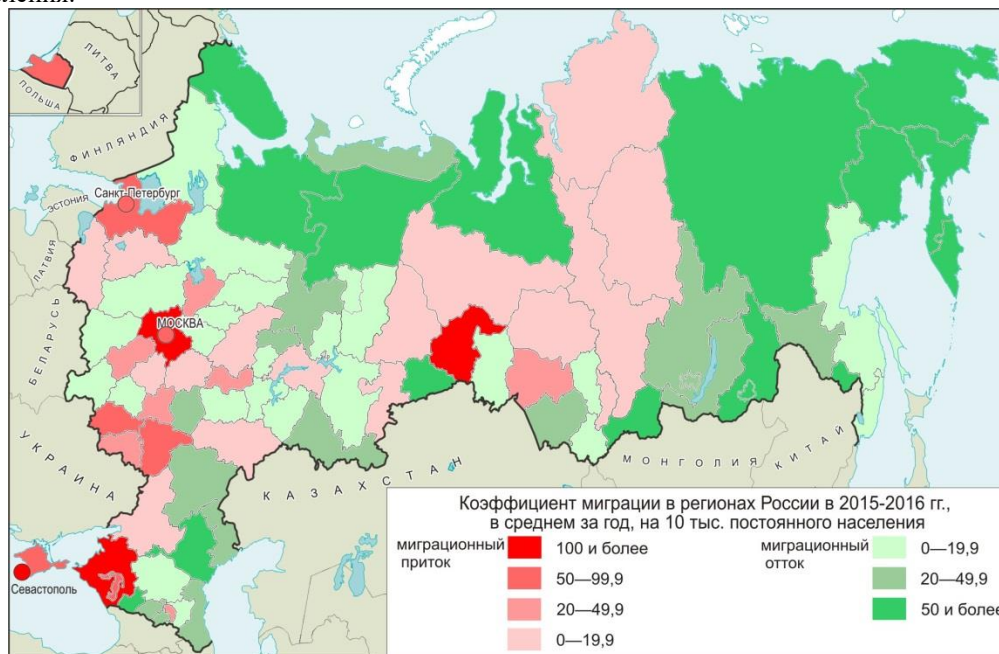 ления.
ЛИТВА
ПОЛЬША
ФИНЛЯНДИЯ
Санкт-Петербург
ЭСТОНИЯ
ЛАТВИЯ
БЕЛАРУСЬ
МОСКВА
УКРАИНА
КАЗАХСТАН
МОНГОЛИЯ
КИТАЙ
Севастополь
Коэффициент миграции в регионах России в 2015-2016 гг.,
в среднем за год, на 10 тыс. постоянного населения
миграционный
приток
100 и более
50—99,9
20—49,9
0—19,9
миграционный
отток
0—19,9
20—49,9
50 и более